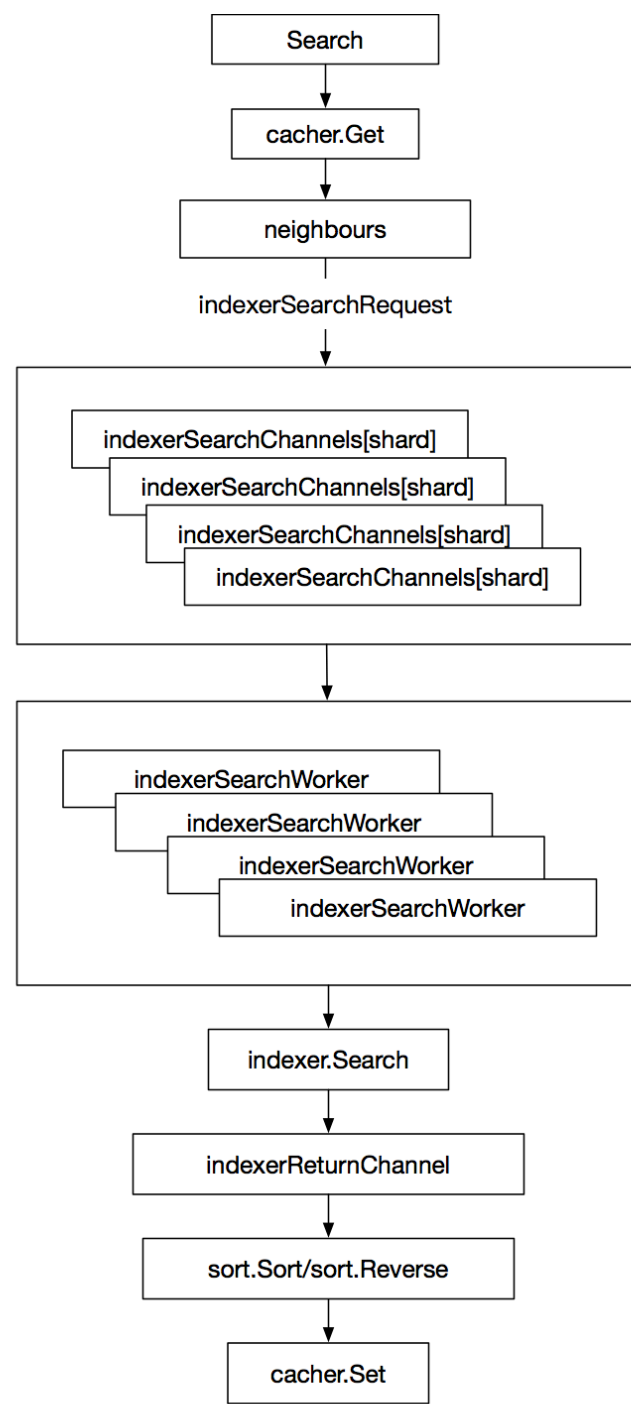 Search
cacher.Get
neighbours
indexerSearchRequest
indexerSearchChannels[shard]
indexerSearchChannels[shard]
indexerSearchChannels[shard]
indexerSearchChannels[shard]
indexerSearchWorker
indexerSearchWorker
indexerSearchWorker
indexerSearchWorker
indexer.Search
indexerReturnChannel
sort.Sort/sort.Reverse
cacher.Set